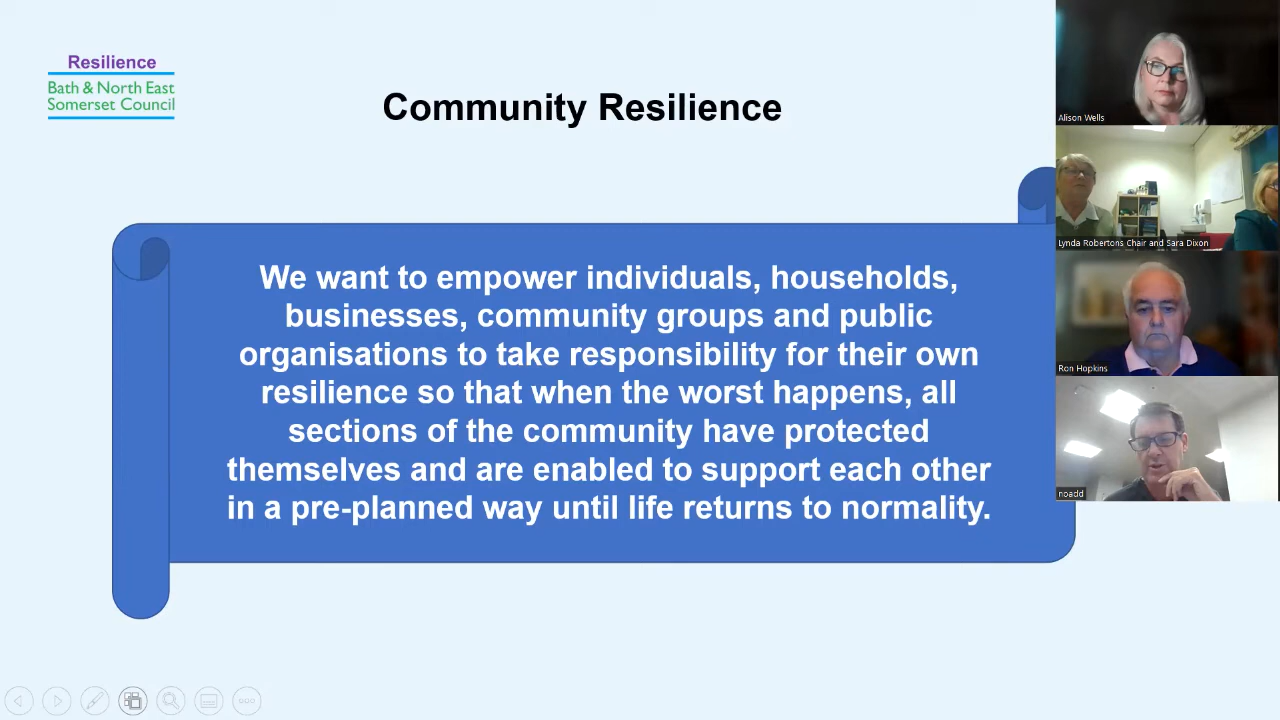 Resilience
Bath & North East
Somerset Council
Community Resilience
We want to empower individuals, households,
businesses, community groups and public
organisations to take responsibility for their own
resilience so that when the worst happens, all
sections of the community have protected
themselves and are enabled to support each other
in a pre-planned way until life returns to normality.
Alison Wells
Lynda Robertons Chair and Sara Dixon
Ron Hopkins
noadd